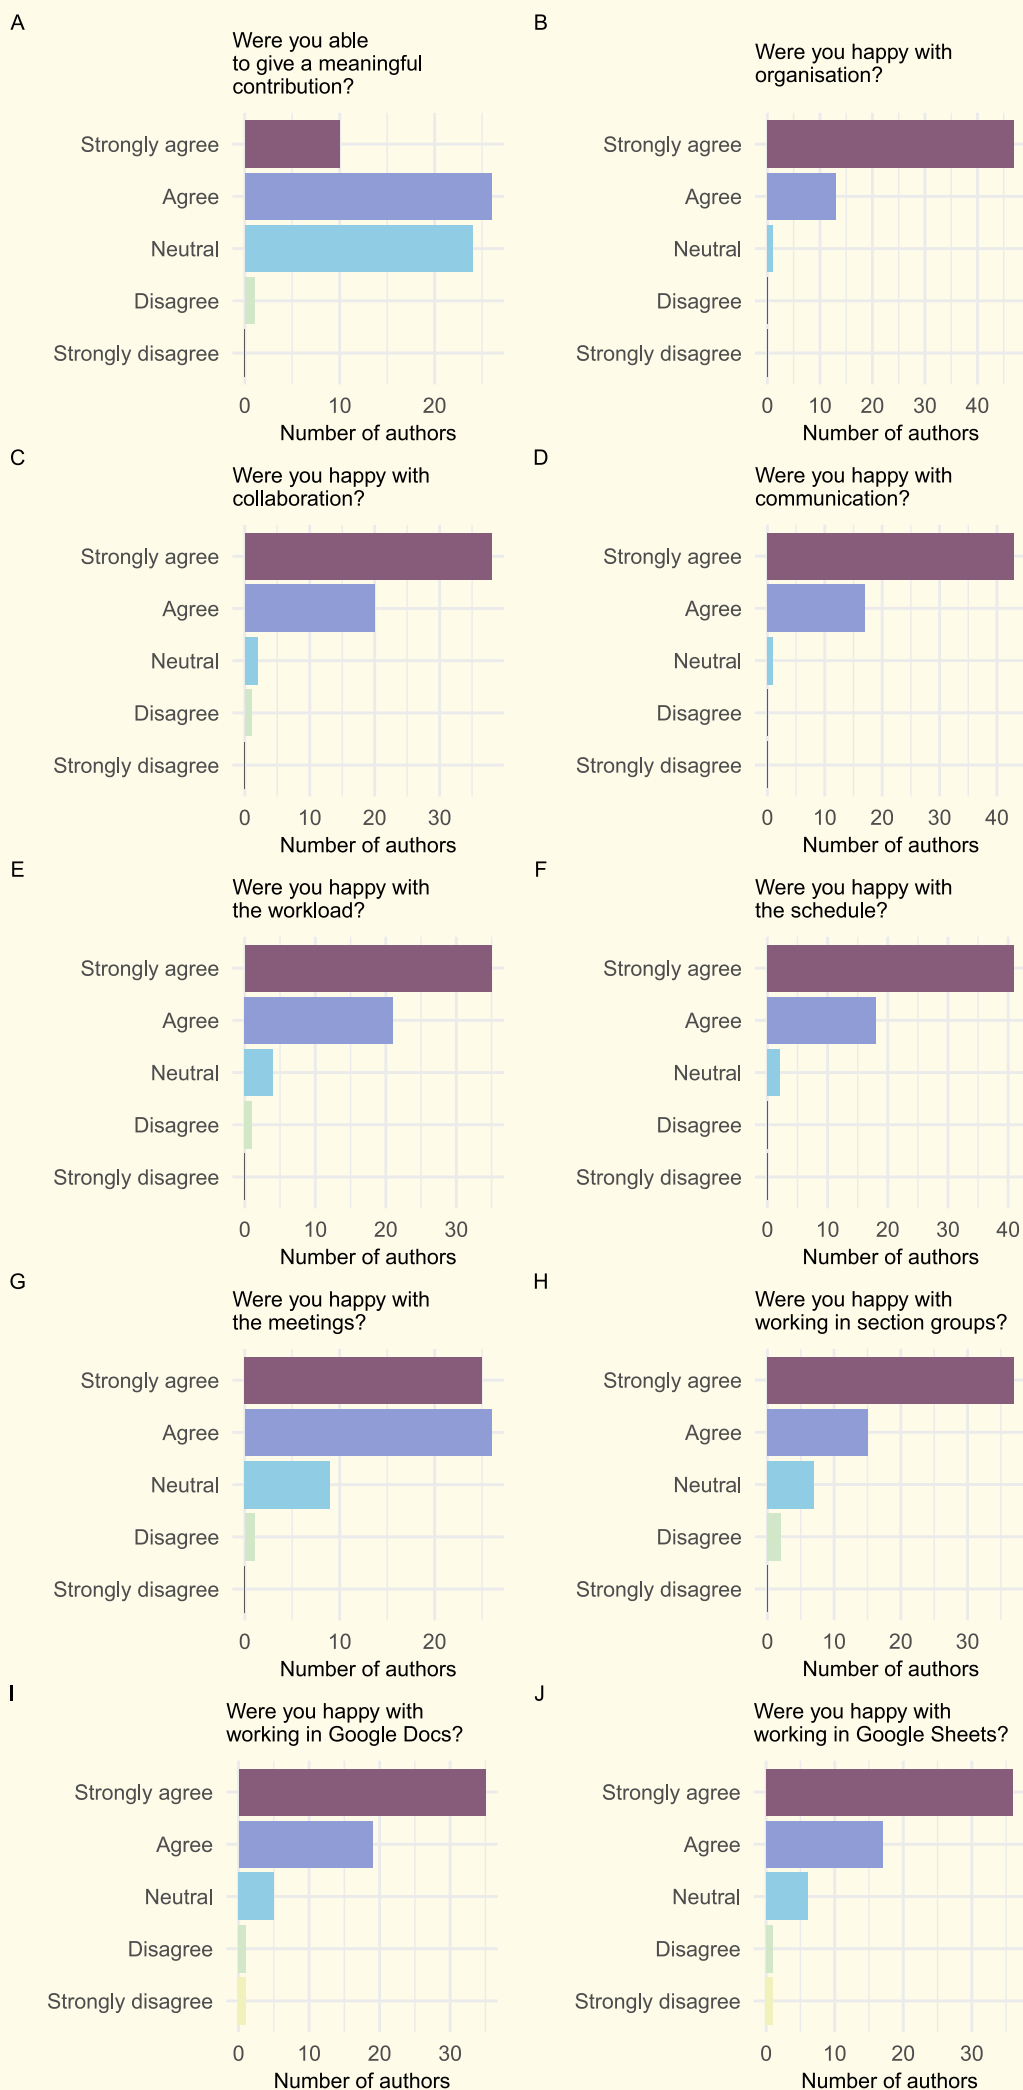 A
Were you able
to give a meaningful
contribution?
Strongly agree
Agree
Neutral
Disagree
Strongly disagree
0 10 20
Number of authors
B
Were you happy with
organisation?
Strongly agree
Agree
Neutral
Disagree
Strongly disagree
0 10 20 30 40
Number of authors
C
Were you happy with
collaboration?
Strongly agree
Agree
Neutral
Disagree
Strongly disagree
0 10 20 30
Number of authors
D
Were you happy with
communication?
Strongly agree
Agree
Neutral
Disagree
Strongly disagree
0 10 20 30 40
Number of authors
E
Were you happy with
the workload?
Strongly agree
Agree
Neutral
Disagree
Strongly disagree
0 10 20 30
Number of authors
F
Were you happy with
the schedule?
Strongly agree
Agree
Neutral
Disagree
Strongly disagree
0 10 20 30 40
Number of authors
G
Were you happy with
the meetings?
Strongly agree
Agree
Neutral
Disagree
Strongly disagree
0 10 20
Number of authors
H
Were you happy with
working in section groups?
Strongly agree
Agree
Neutral
Disagree
Strongly disagree
0 10 20 30
Number of authors
I
Were you happy with
working in Google Docs?
Strongly agree
Agree
Neutral
Disagree
Strongly disagree
0 10 20 30
Number of authors
J
Were you happy with
working in Google Sheets?
Strongly agree
Agree
Neutral
Disagree
Strongly disagree
0 10 20 30
Number of authors